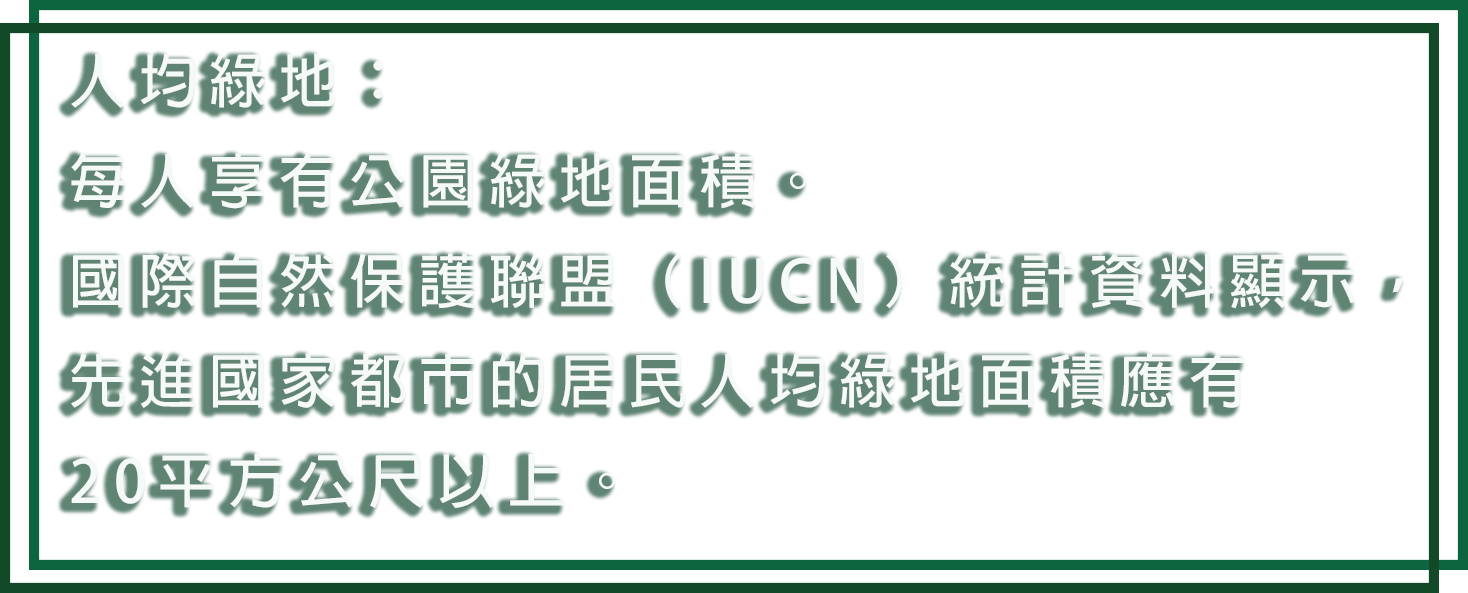 人均綠地：
每人享有公園綠地面積。
國際自然保護聯盟（IUCN）統計資料顯示，
先進國家都市的居民人均綠地面積應有
20平方公尺以上。